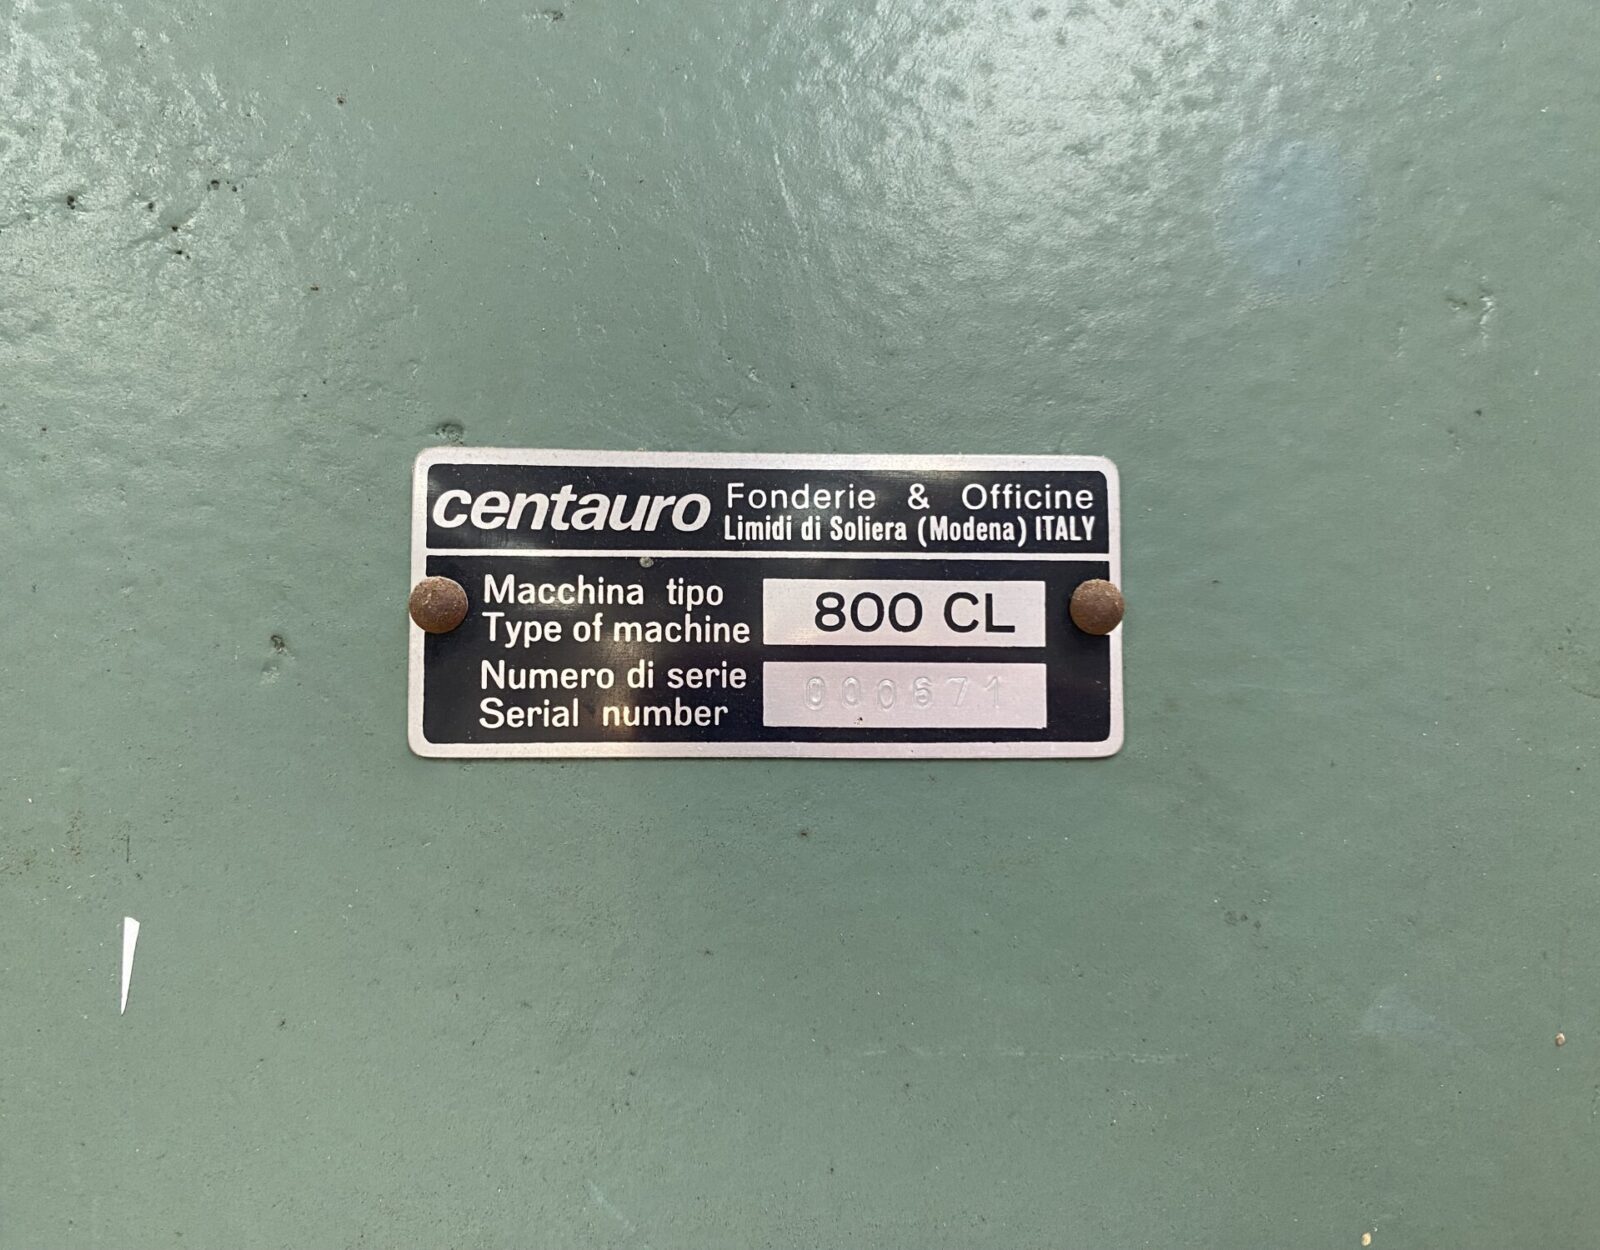 centauro Fonderie & Officine
Limidi di Soliera (Modena) ITALY
Macchina tipo
Type of machine
800 CL
Numero di serie
Serial number
000671